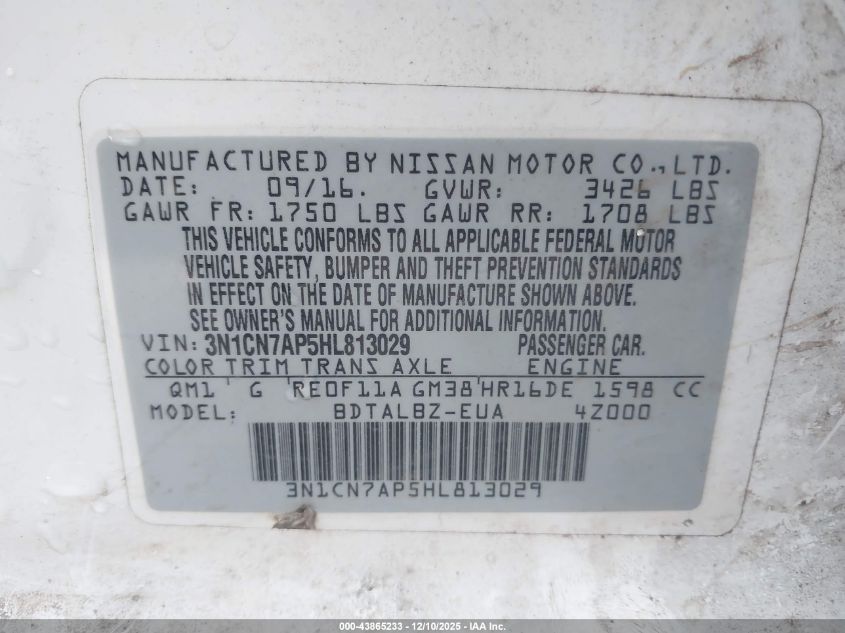 MANUFACTURED BY NISSAN MOTOR CO., LTD.
DATE: 09/16. GVWR: 3426 LBS
GAWR FR: 1750 LBS GAWR RR: 1708 LBS
THIS VEHICLE CONFORMS TO ALL APPLICABLE FEDERAL MOTOR
VEHICLE SAFETY, BUMPER AND THEFT PREVENTION STANDARDS
IN EFFECT ON THE DATE OF MANUFACTURE SHOWN ABOVE.
SEE OWNER'S MANUAL FOR ADDITIONAL INFORMATION.
VIN: 3N1CN7AP5HL813029 PASSENGER CAR.
COLOR TRIM TRANS AXLE ENGINE
QM1 ' G 'RE0F11A GM38'HR16DE 1598 CC
MODEL: BDTALBZ-EUA 4Z000
3N1CN7AP5HL813029
000-43865233 - 12/10/2025 - IAA Inc.